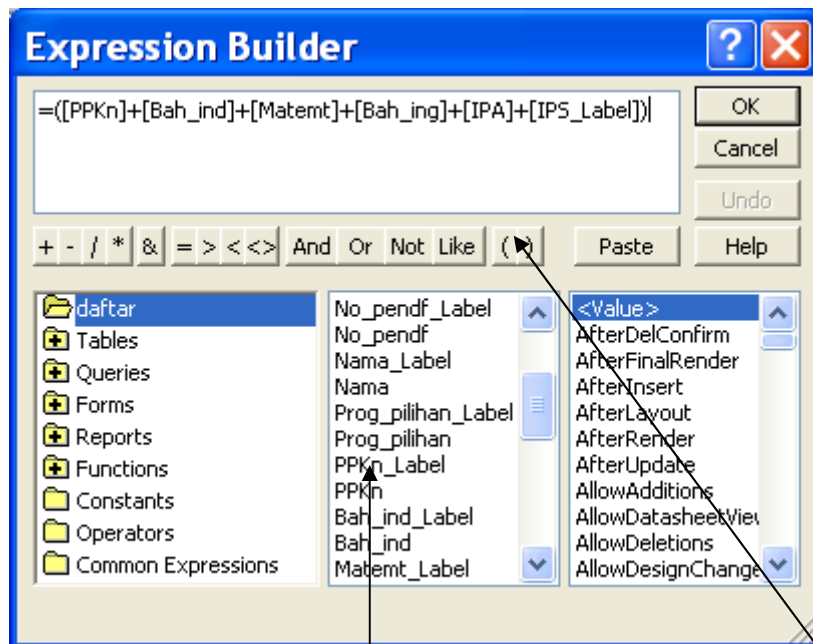 Expression Builder
=([PPKn]+[Bah_ind]+[Matemt]+[Bah_ing]+[IPA]+[IPS_Label])
OK
Cancel
Undo
+ - / * & = > < <> And Or Not Like ( ) Paste Help
daftar
Tables
Queries
Forms
Reports
Functions
Constants
Operators
Common Expressions
No_pendf_Label
No_pendf
Nama_Label
Nama
Prog_pilihan_Label
Prog_pilihan
PPKn_Label
PPKn
Bah_ind_Label
Bah_ind
Matemt_Label
<Value>
AfterDelConfirm
AfterFinalRender
AfterInsert
AfterLayout
AfterRender
AfterUpdate
AllowAdditions
AllowDatasheetViev
AllowDeletions
AllowDesignChange